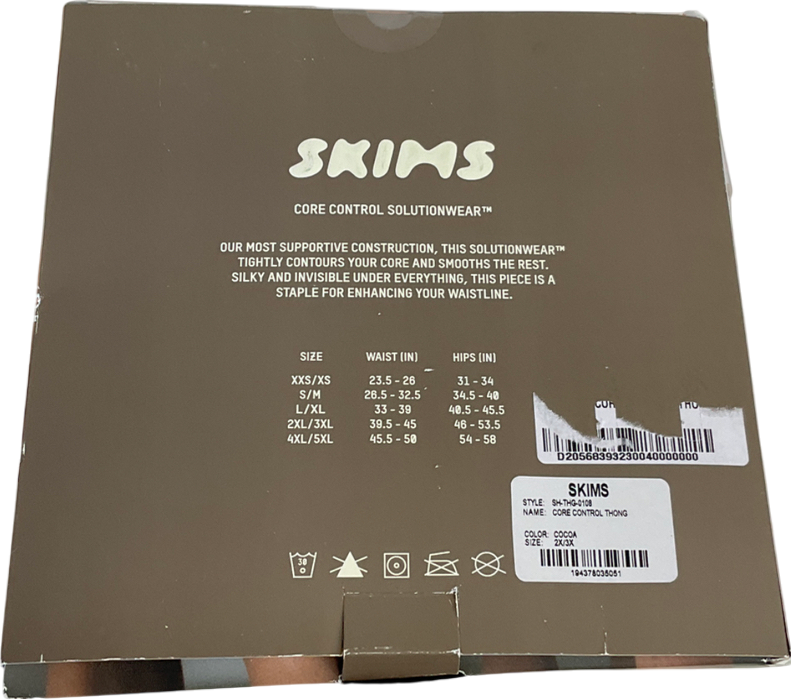 SKIMS
CORE CONTROL SOLUTIONWEAR™
OUR MOST SUPPORTIVE CONSTRUCTION, THIS SOLUTIONWEAR™
TIGHTLY CONTOURS YOUR CORE AND SMOOTHS THE REST.
SILKY AND INVISIBLE UNDER EVERYTHING, THIS PIECE IS A
STAPLE FOR ENHANCING YOUR WAISTLINE.
SIZE WAIST (IN) HIPS (IN)
XXS/XS 23.5 - 26 31 - 34
S/M 26.5 - 32.5 34.5 - 40
L/XL 33 - 39 40.5 - 45.5
2XL/3XL 39.5 - 45 46 - 53.5
4XL/5XL 45.5 - 50 54 - 58
D20568393230040000000
SKIMS
STYLE: SH-THG-0108
NAME: CORE CONTROL THONG
COLOR: COCOA
SIZE: 2X/3X
194378035051
30